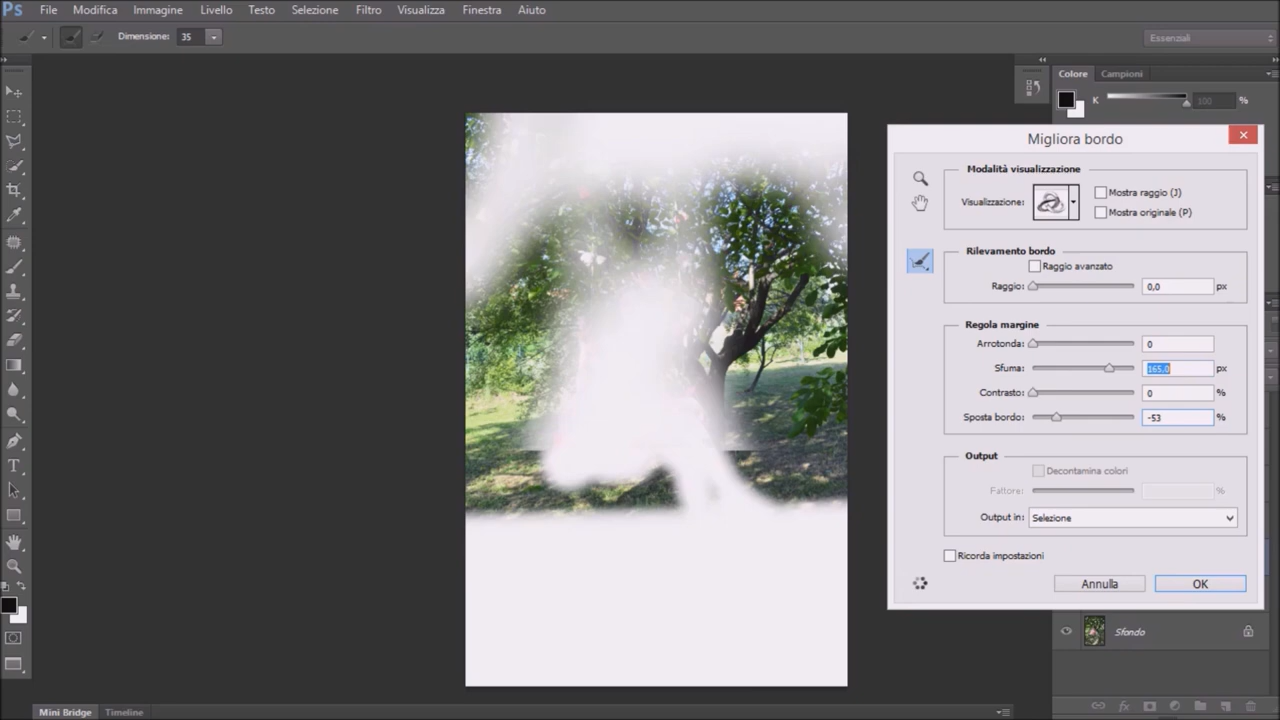 Ps File Modifica Immagine Livello Testo Selezione Filtro Visualizza Finestra Aiuto
Dimensione: 35
Essenziali
Colore Campioni
K 100 %
Migliora bordo
Modalità visualizzazione
Visualizzazione:
Mostra raggio (J)
Mostra originale (P)
Rilevamento bordo
Raggio avanzato
Raggio: 0,0 px
Regola margine
Arrotonda: 0
Sfuma: 165,0 px
Contrasto: 0 %
Sposta bordo: -53 %
Output
Decontamina colori
Fattore: %
Output in: Selezione
Ricorda impostazioni
Annulla OK
Sfondo
Mini Bridge Timeline